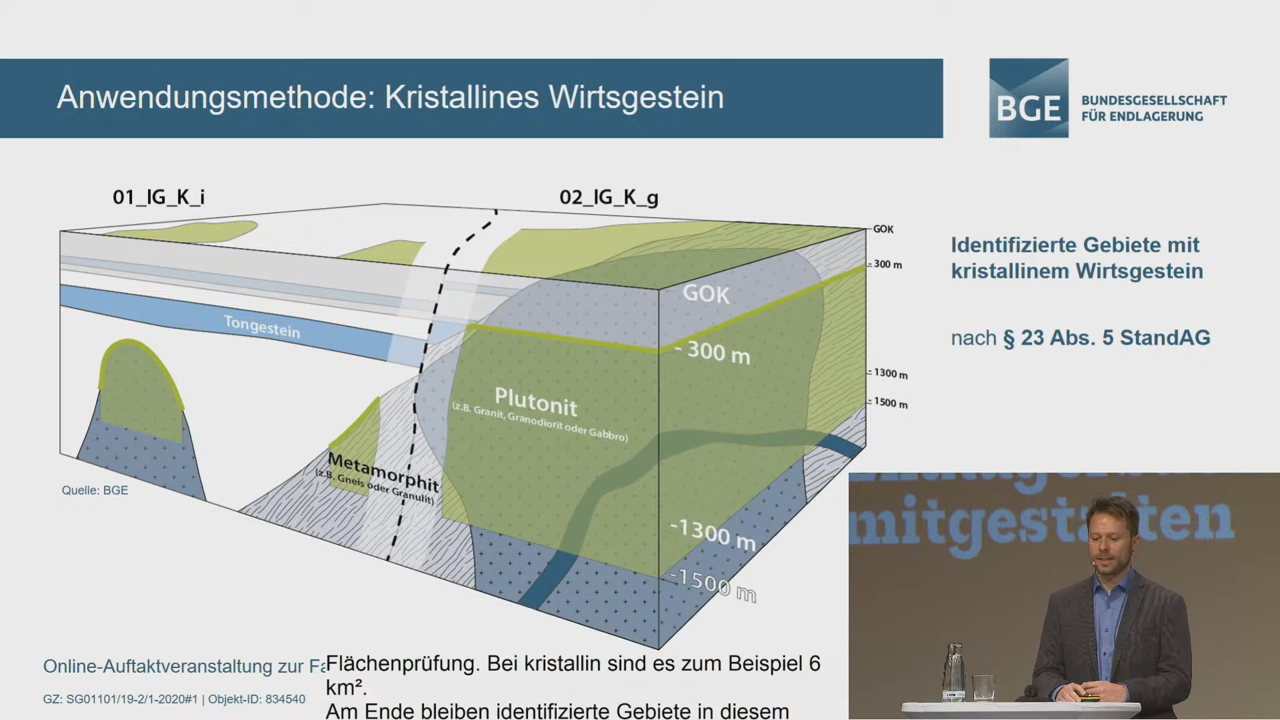 Anwendungsmethode: Kristallines Wirtsgestein
BGE
BUNDESGESELLSCHAFT
FÜR ENDLAGERUNG
01_IG_K_i
02_IG_K_g
GOK
300 m
1300 m
1500 m
GOK
- 300 m
Tongestein
Plutonit
(z.B. Granit, Granodiorit oder Gabbro)
Metamorphit
(z.B. Gneis oder Granulit)
-1300 m
-1500 m
Quelle: BGE
Identifizierte Gebiete mit
kristallinem Wirtsgestein
nach § 23 Abs. 5 StandAG
mitgestalten
Online-Auftaktveranstaltung zur
GZ: SG01101/19-2/1-2020#1 | Objekt-ID: 834540
Flächenprüfung. Bei kristallin sind es zum Beispiel 6
km².
Am Ende bleiben identifizierte Gebiete in diesem